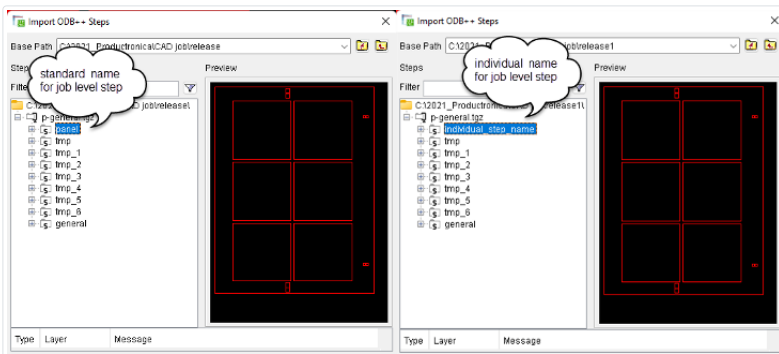 Import ODB++ Steps
Base Path C:\2021_Productronica\CAD job\release
Steps
Preview
standard name
for job level step
Filter
p-general.tgz
panel
tmp
tmp_1
tmp_2
tmp_3
tmp_4
tmp_5
tmp_6
general
Type Layer Message
Import ODB++ Steps
Base Path
Steps
Preview
individual name
for job level step
Filter
C:\2021_Productronica\CAD job\release1\
p-general.tgz
individual_step_name
tmp
tmp_1
tmp_2
tmp_3
tmp_4
tmp_5
tmp_6
general
Type Layer Message